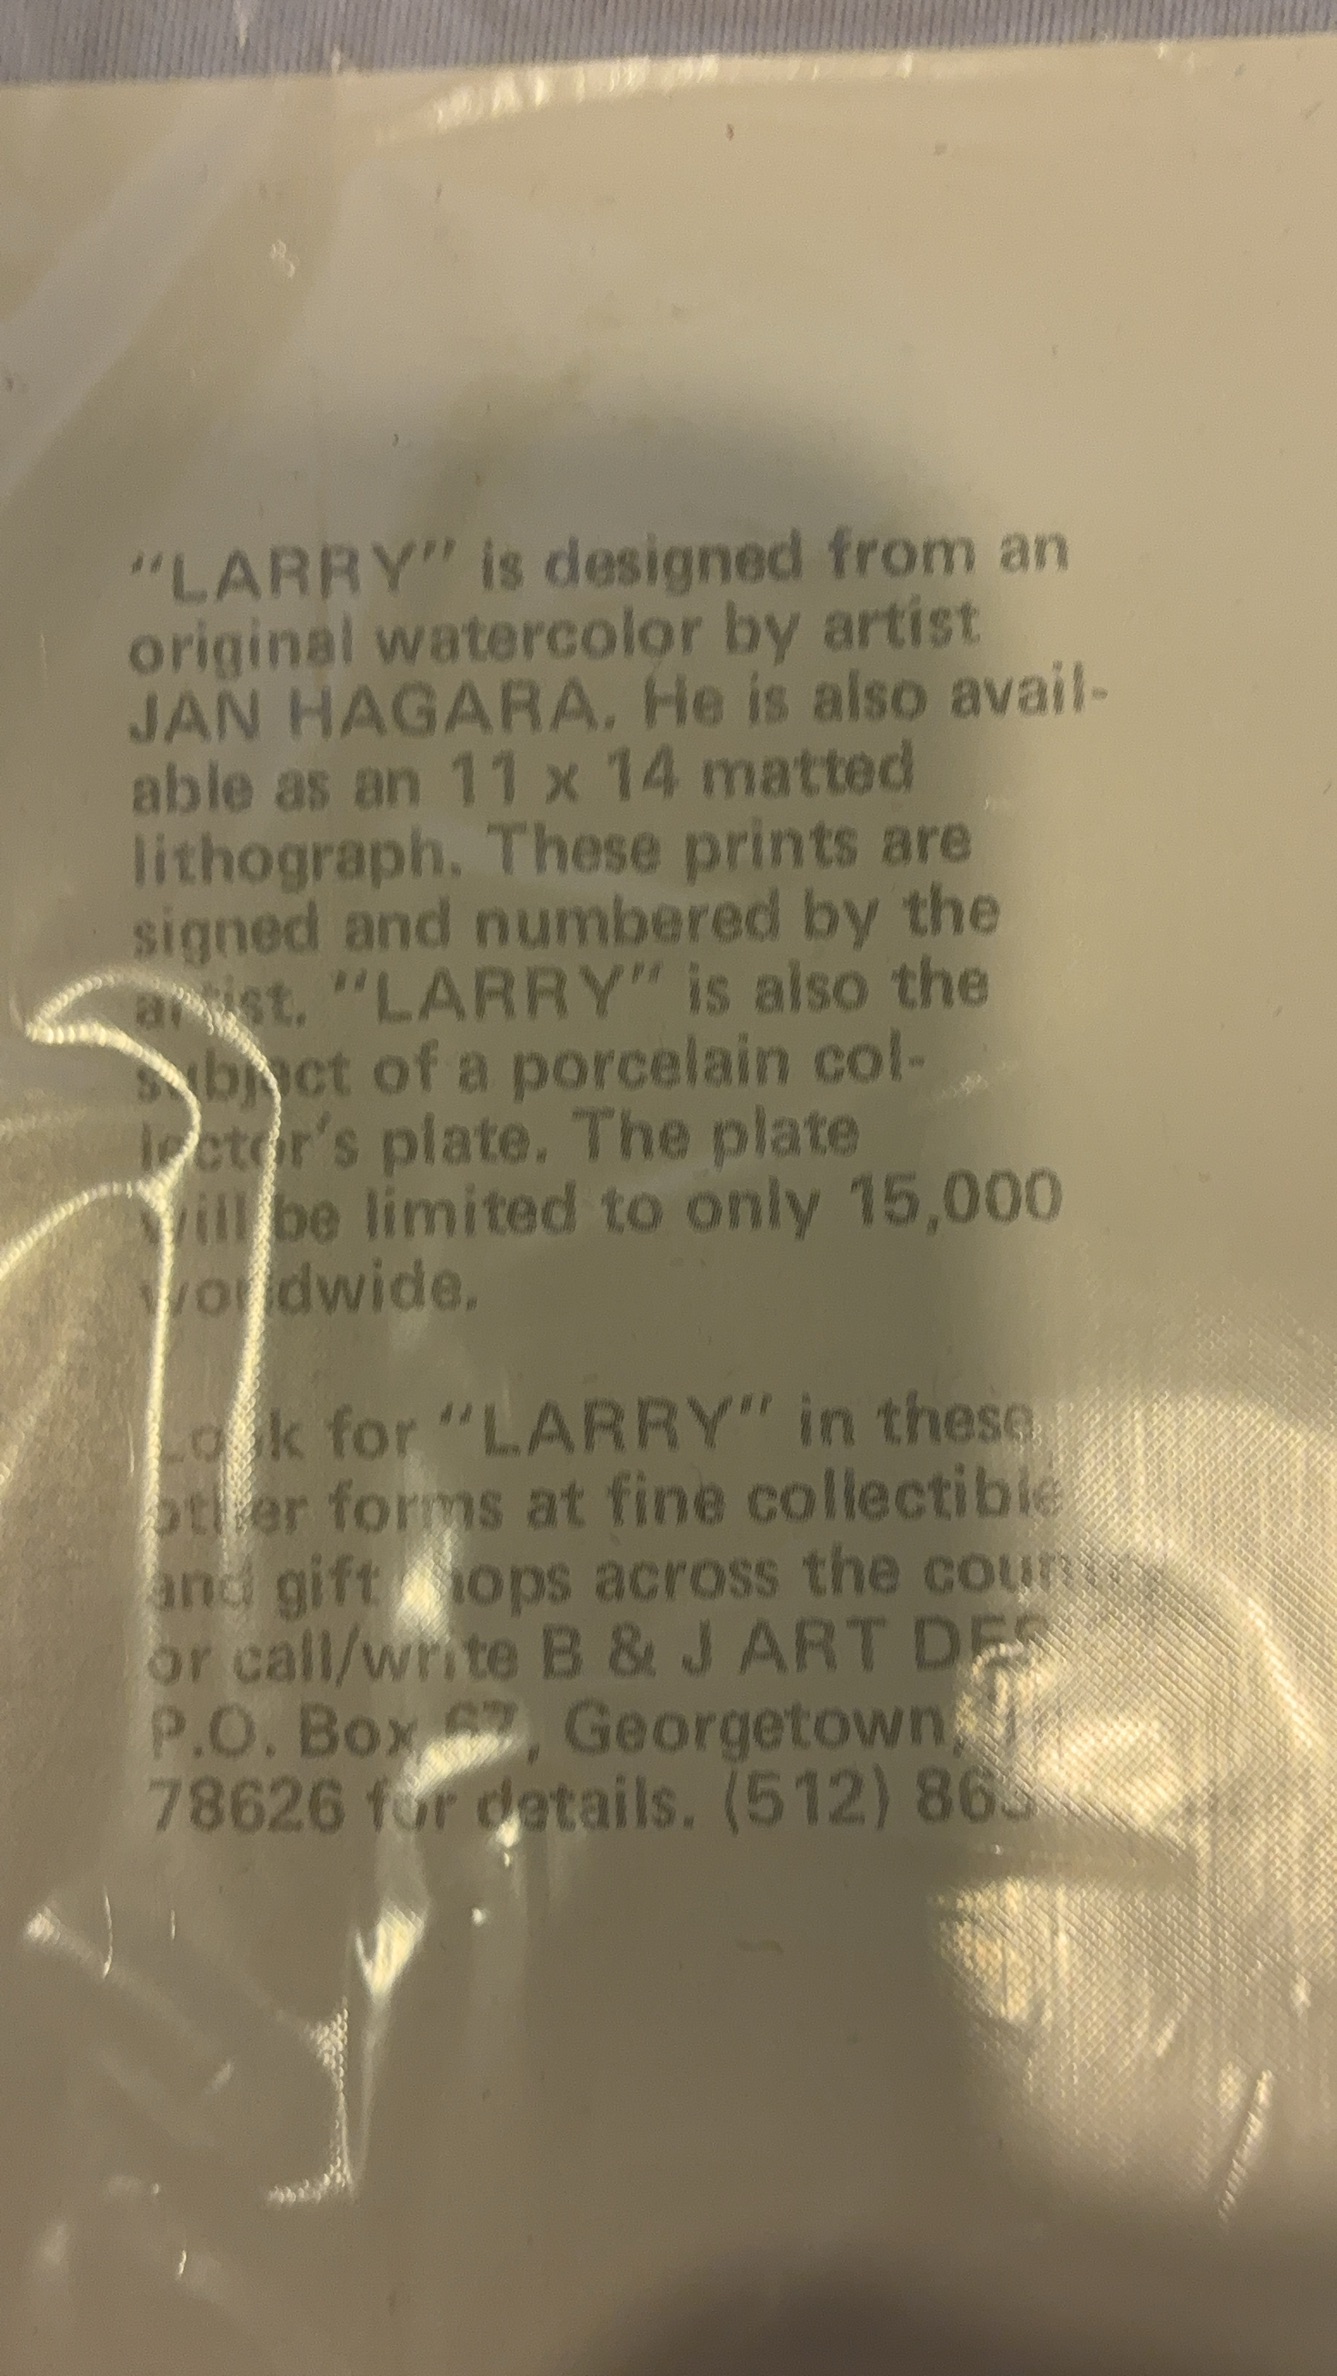 "LARRY" is designed from an
original watercolor by artist
JAN HAGARA. He is also avail-
able as an 11 x 14 matted
lithograph. These prints are
signed and numbered by the
artist. "LARRY" is also the
subject of a porcelain col-
lector's plate. The plate
will be limited to only 15,000
worldwide.
Look for "LARRY" in these
other forms at fine collectible
and gift shops across the
or call/write B & J ART
P.O. Box 67, Georgetown,
78626 for details. (512)